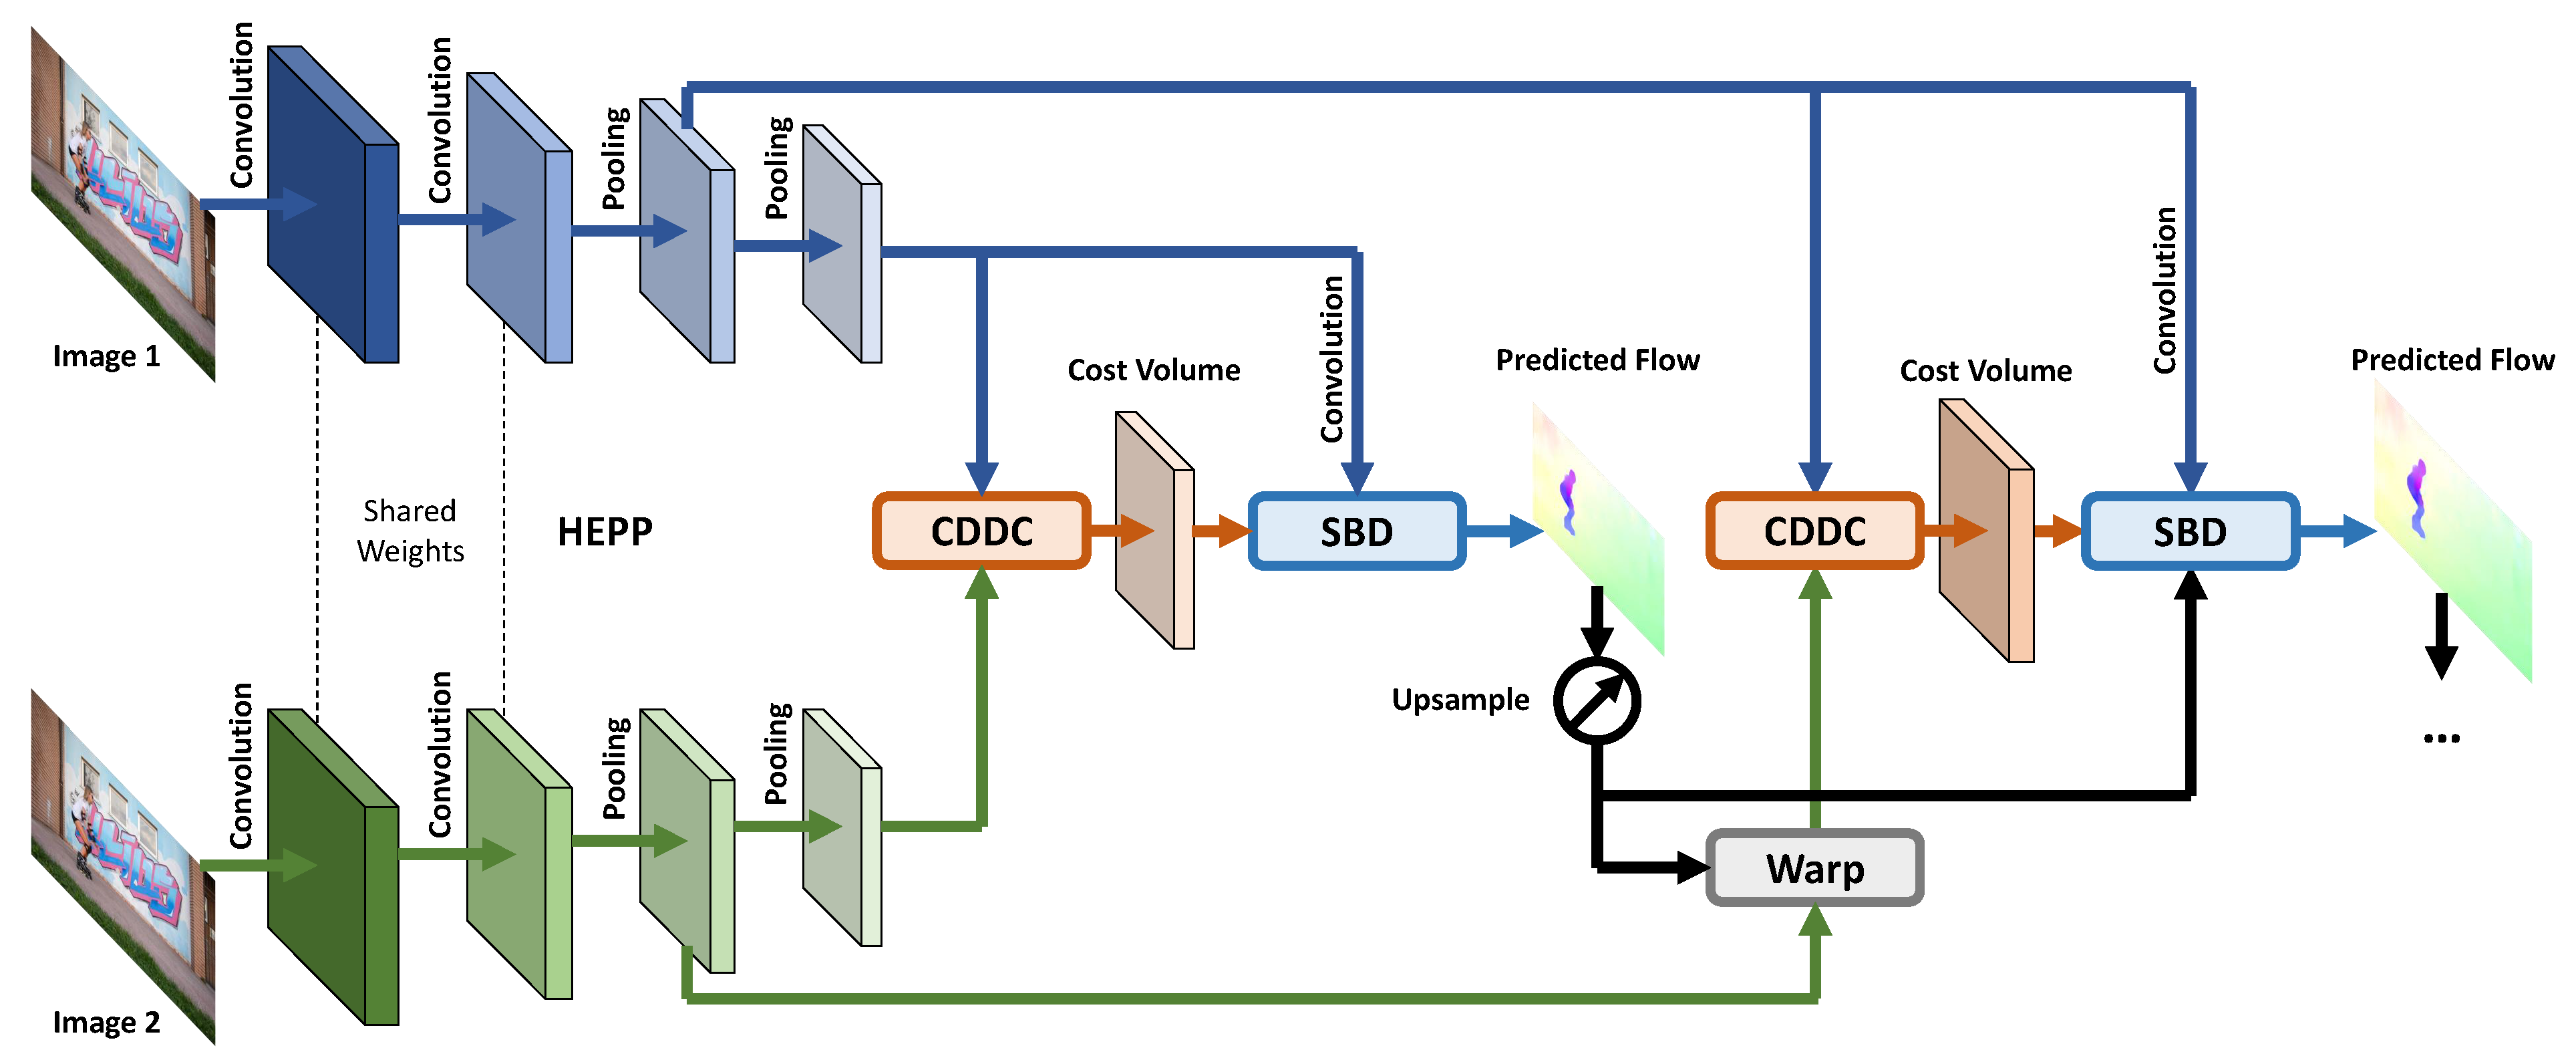 Convolution
Convolution
Pooling
Pooling
Image 1
Convolution
Convolution
Cost Volume
Predicted Flow
Cost Volume
Predicted Flow
Shared
Weights
HEPP
CDDC
SBD
CDDC
SBD
Convolution
Convolution
Pooling
Pooling
Upsample
...
Warp
Image 2